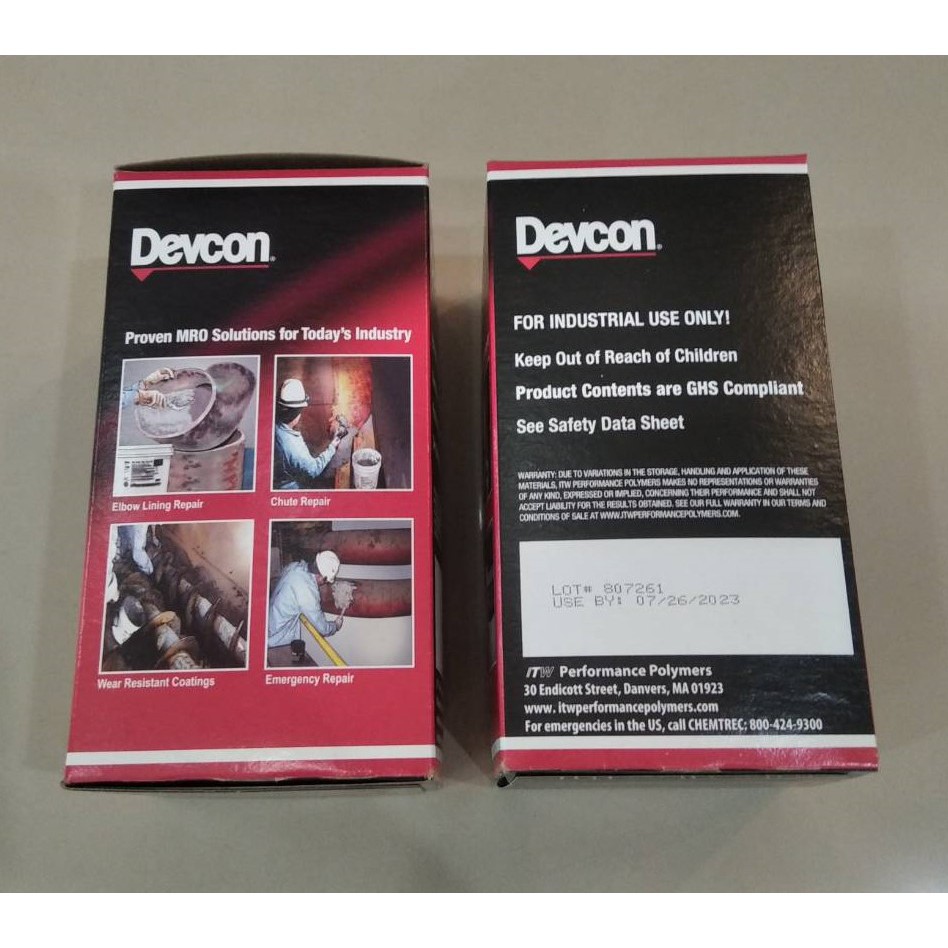 Devcon®
Proven MRO Solutions for Today's Industry
Elbow Lining Repair
Chute Repair
Wear Resistant Coatings
Emergency Repair
Devcon®
FOR INDUSTRIAL USE ONLY!
Keep Out of Reach of Children
Product Contents are GHS Compliant
See Safety Data Sheet
WARRANTY: DUE TO VARIATIONS IN THE STORAGE, HANDLING AND APPLICATION OF THESE
MATERIALS, ITW PERFORMANCE POLYMERS MAKES NO REPRESENTATIONS OR WARRANTIES
OF ANY KIND, EXPRESSED OR IMPLIED, CONCERNING THEIR PERFORMANCE AND SHALL NOT
ACCEPT LIABILITY FOR THE RESULTS OBTAINED. SEE OUR FULL WARRANTY IN OUR TERMS AND
CONDITIONS OF SALE AT WWW.ITWPERFORMANCEPOLYMERS.COM.
LOT# 807261
USE BY: 07/26/2023
ITW Performance Polymers
30 Endicott Street, Danvers, MA 01923
www.itwperformancepolymers.com
For emergencies in the US, call CHEMTREC: 800-424-9300